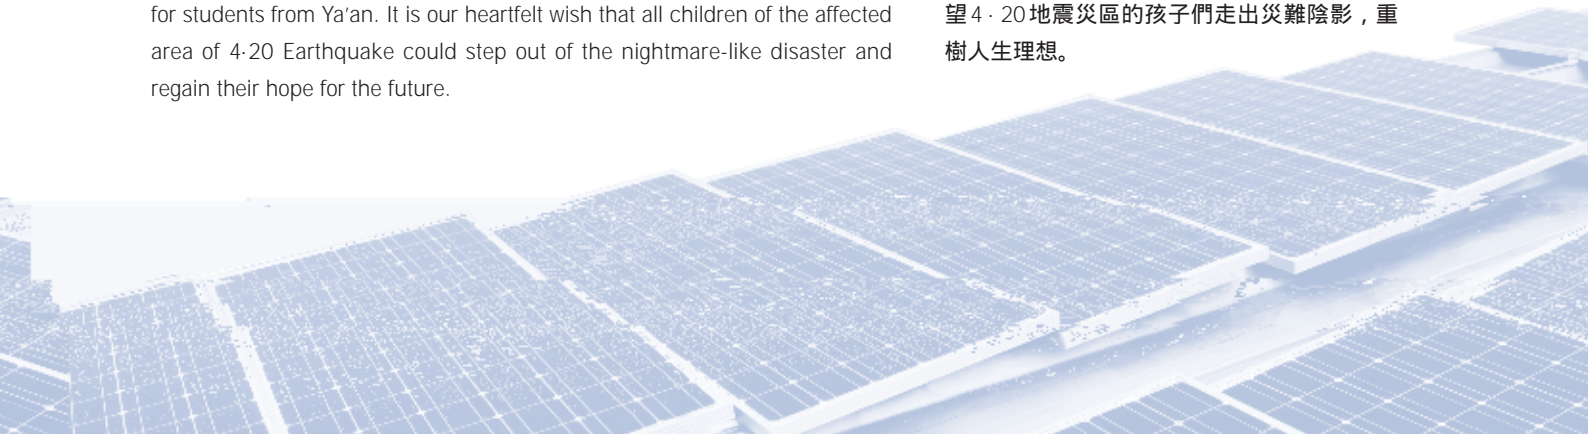 for students from Ya'an. It is our heartfelt wish that all children of the affected
area of 4·20 Earthquake could step out of the nightmare-like disaster and
regain their hope for the future.
望4·20地震災區的孩子們走出災難陰影，重
樹人生理想。